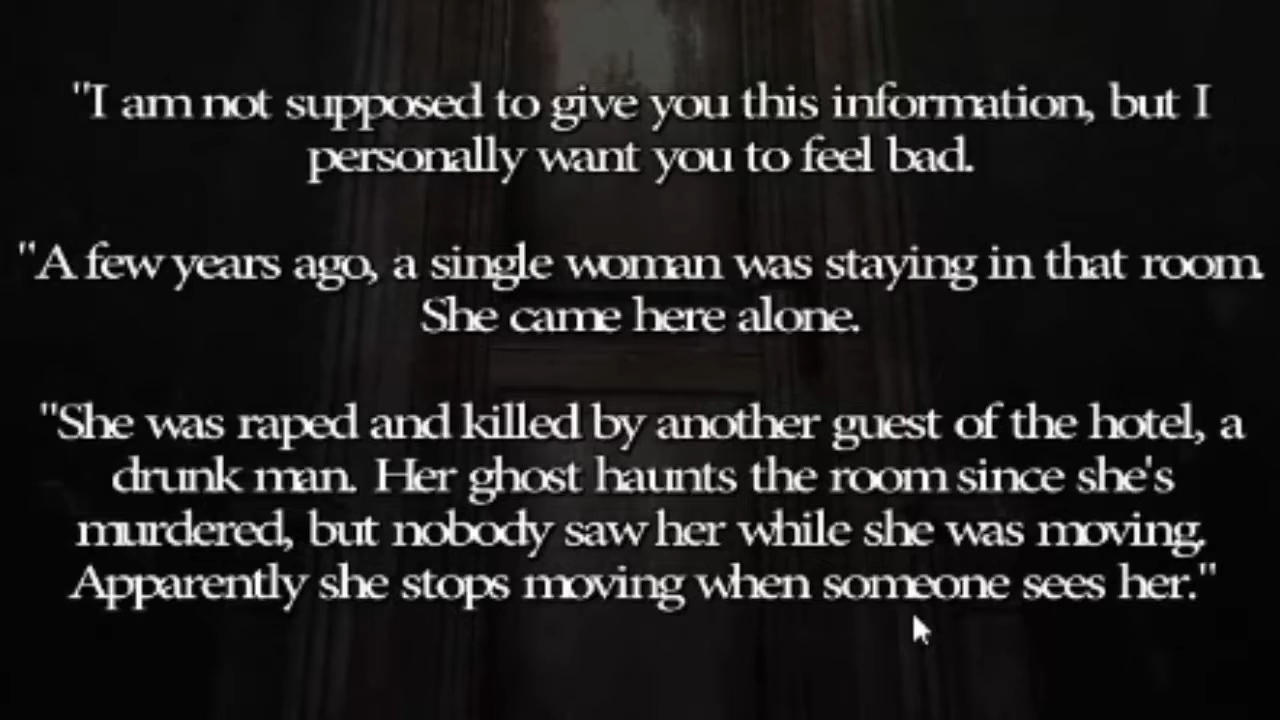 "I am not supposed to give you this information, but I
personally want you to feel bad.
"A few years ago, a single woman was staying in that room.
She came here alone.
"She was raped and killed by another guest of the hotel, a
drunk man. Her ghost haunts the room since she's
murdered, but nobody saw her while she was moving.
Apparently she stops moving when someone sees her."